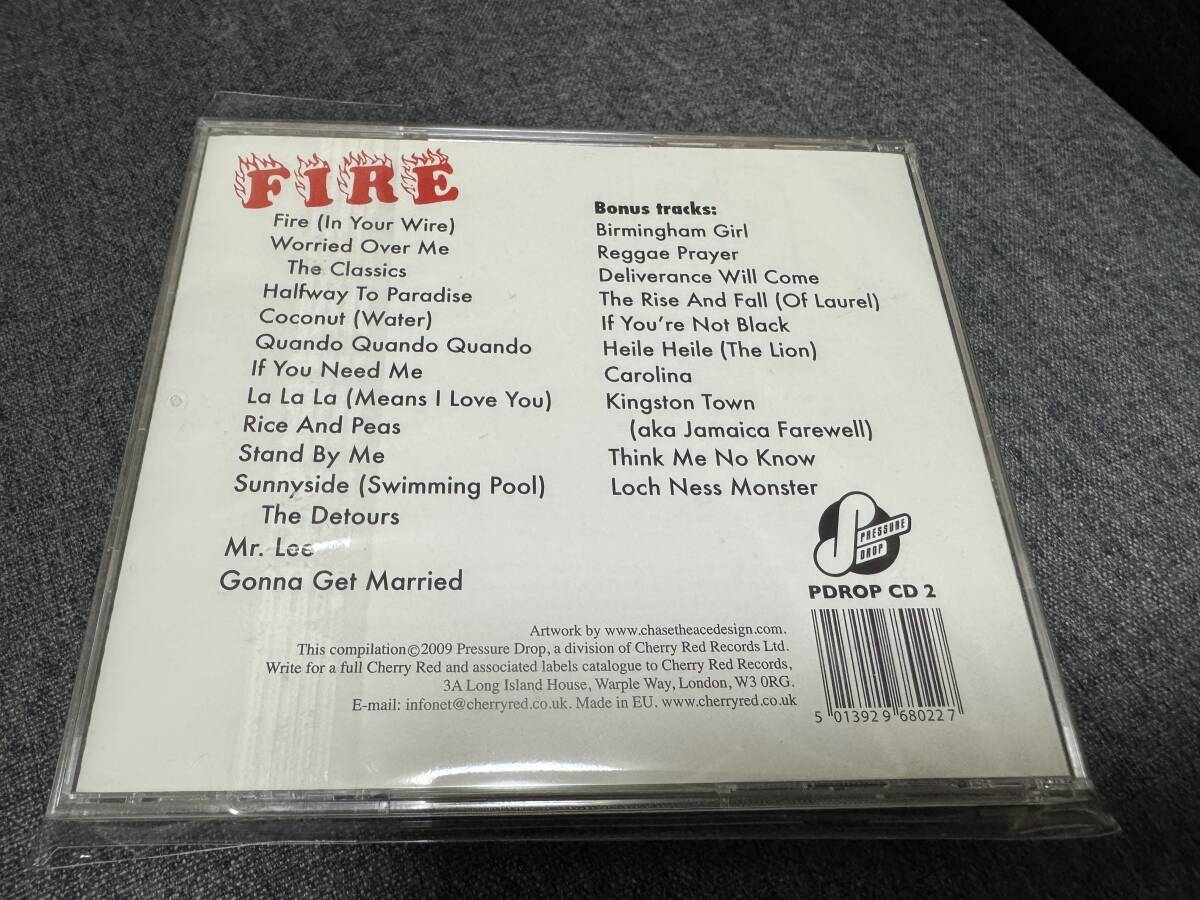 FIRE
Fire (In Your Wire)
Worried Over Me
The Classics
Halfway To Paradise
Coconut (Water)
Quando Quando Quando
If You Need Me
La La La (Means I Love You)
Rice And Peas
Stand By Me
Sunnyside (Swimming Pool)
The Detours
Mr. Lee
Gonna Get Married
Bonus tracks:
Birmingham Girl
Reggae Prayer
Deliverance Will Come
The Rise And Fall (Of Laurel)
If You're Not Black
Heile Heile (The Lion)
Carolina
Kingston Town
(aka Jamaica Farewell)
Think Me No Know
Loch Ness Monster
PRESSURE
DROP
PDROP CD 2
Artwork by www.chasetheacedesign.com.
This compilation©2009 Pressure Drop, a division of Cherry Red Records Ltd.
Write for a full Cherry Red and associated labels catalogue to Cherry Red Records,
3A Long Island House, Warple Way, London, W3 0RG.
E-mail: infonet@cherryred.co.uk. Made in EU. www.cherryred.co.uk
5 013929 680227